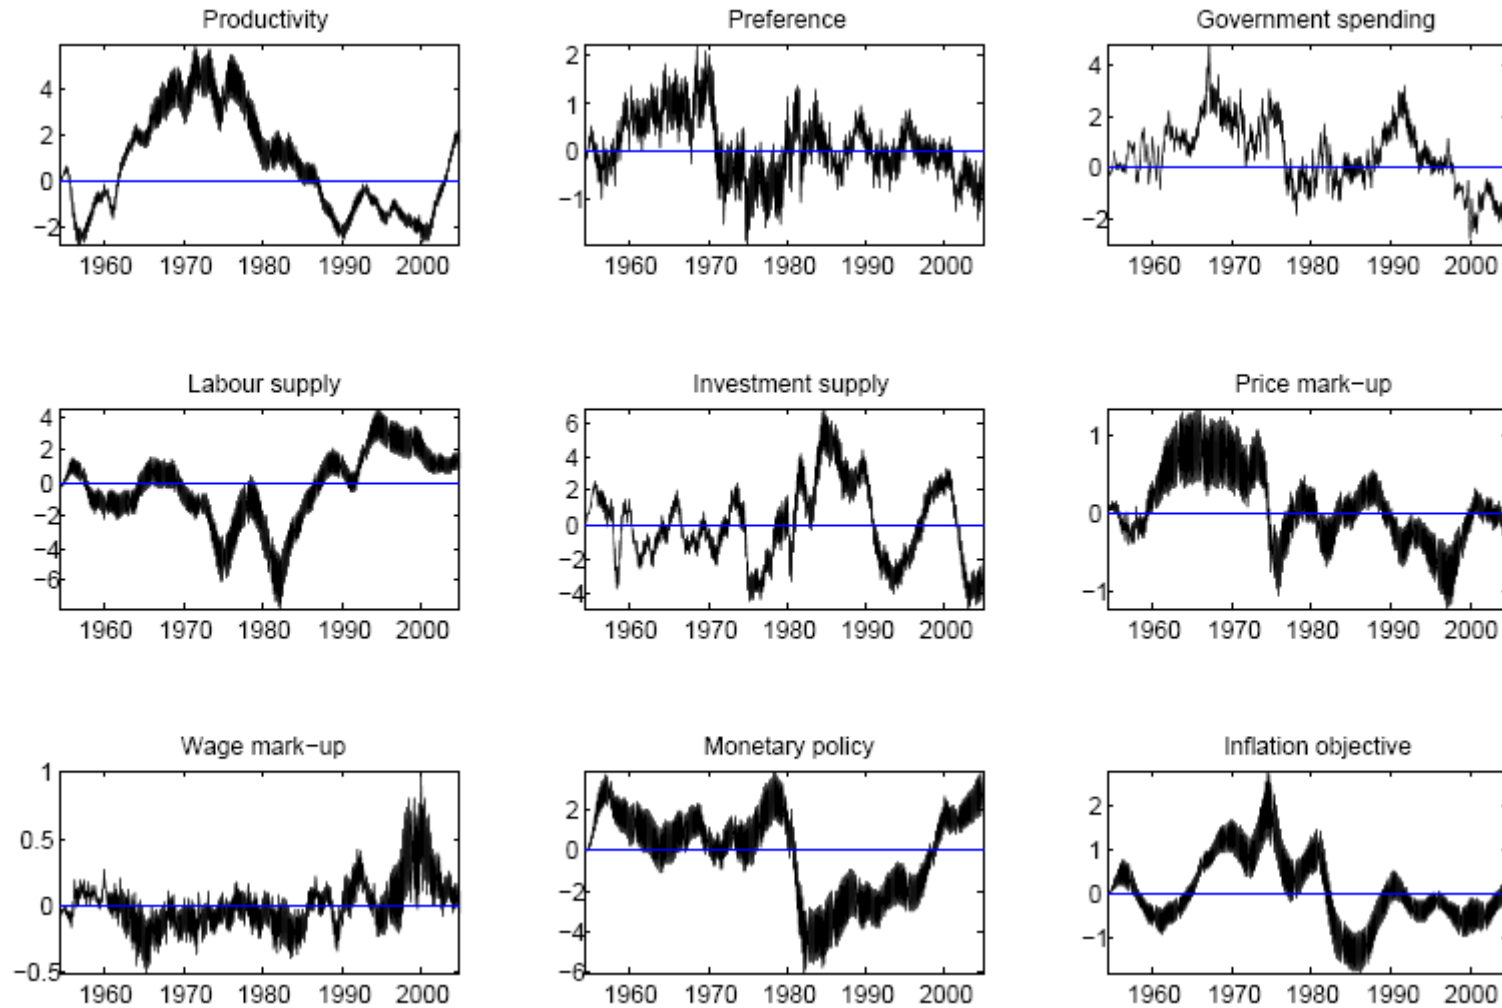 Productivity
4
2
0
−2
1960 1970 1980 1990 2000
Preference
2
1
0
−1
1960 1970 1980 1990 2000
Government spending
4
2
0
−2
1960 1970 1980 1990 2000
Labour supply
4
2
0
−2
−4
−6
1960 1970 1980 1990 2000
Investment supply
6
4
2
0
−2
−4
1960 1970 1980 1990 2000
Price mark−up
1
0
−1
1960 1970 1980 1990 2000
Wage mark−up
1
0.5
0
−0.5
1960 1970 1980 1990 2000
Monetary policy
2
0
−2
−4
−6
1960 1970 1980 1990 2000
Inflation objective
2
1
0
−1
1960 1970 1980 1990 2000